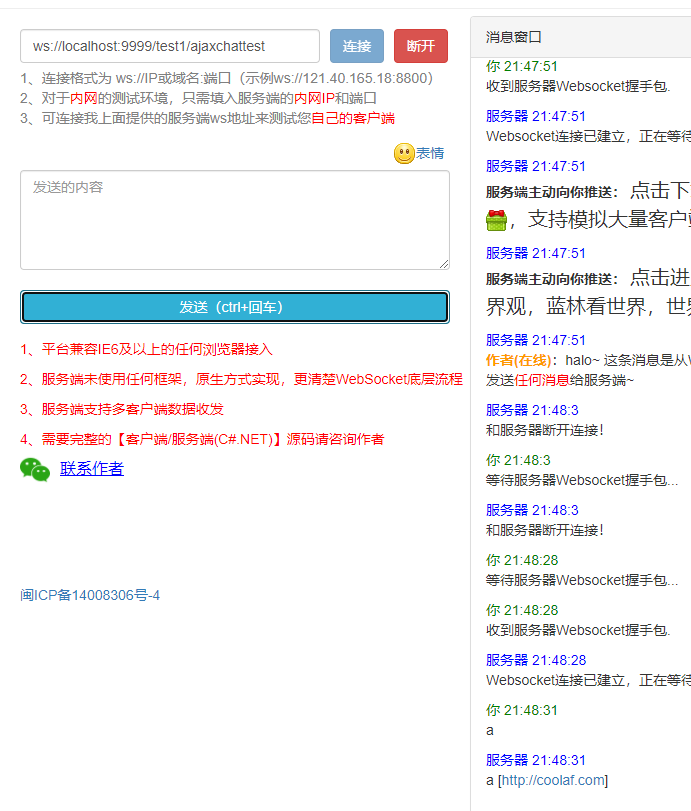 ws://localhost:9999/test1/ajaxchattest
连接
断开
1、连接格式为 ws://IP或域名:端口（示例ws://121.40.165.18:8800）
2、对于内网的测试环境，只需填入服务端的内网IP和端口
3、可连接我上面提供的服务端ws地址来测试您自己的客户端
表情
发送的内容
发送（ctrl+回车）
1、平台兼容IE6及以上的任何浏览器接入
2、服务端未使用任何框架，原生方式实现，更清楚WebSocket底层流程
3、服务端支持多客户端数据收发
4、需要完整的【客户端/服务端(C#.NET)】源码请咨询作者
联系作者
闽ICP备14008306号-4
消息窗口
你 21:47:51
收到服务器Websocket握手包.
服务器 21:47:51
Websocket连接已建立，正在等待
服务器 21:47:51
服务端主动向你推送：点击下
，支持模拟大量客户
服务器 21:47:51
服务端主动向你推送：点击进
界观，蓝林看世界，世
服务器 21:47:51
作者(在线)：halo~ 这条消息是从
发送任何消息给服务端~
服务器 21:48:3
和服务器断开连接！
你 21:48:3
等待服务器Websocket握手包...
服务器 21:48:3
和服务器断开连接！
你 21:48:28
等待服务器Websocket握手包...
你 21:48:28
收到服务器Websocket握手包.
服务器 21:48:28
Websocket连接已建立，正在等待
你 21:48:31
a
服务器 21:48:31
a [http://coolaf.com]